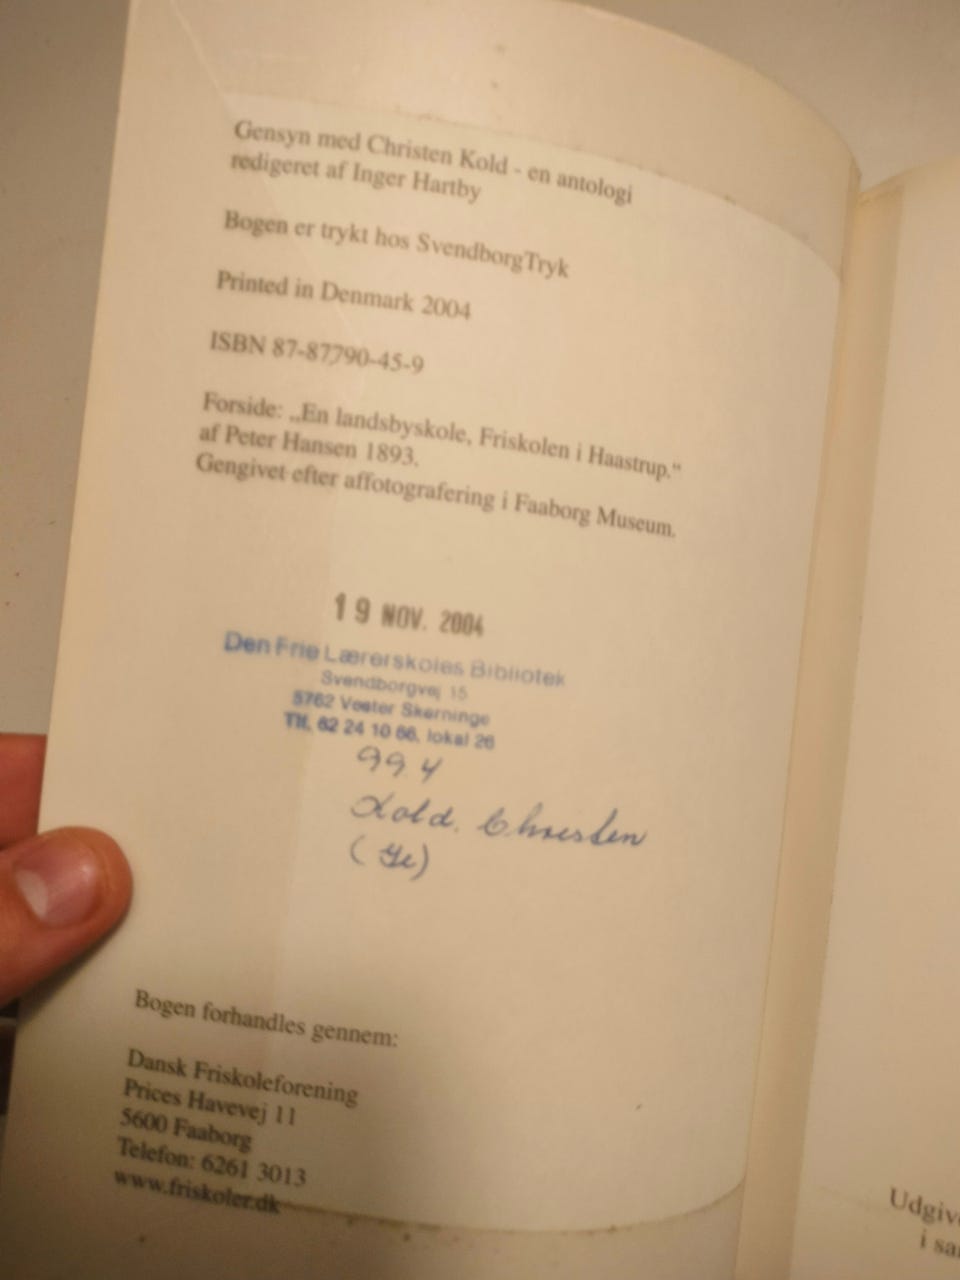 Gensyn med Christen Kold - en antologi
redigeret af Inger Hartby
Bogen er trykt hos SvendborgTryk
Printed in Denmark 2004
ISBN 87-87790-45-9
Forside: „En landsbyskole, Friskolen i Haastrup.“
af Peter Hansen 1893.
Gengivet efter affotografering i Faaborg Museum.
19 NOV. 2004
Den Frie Lærerskoles Bibliotek
Svendborgvej 15
5762 Vester Skerninge
Tlf. 62 24 10 66, lokal 26
99.4
Kold, Christen
(Ge)
Bogen forhandles gennem:
Dansk Friskoleforening
Prices Havevej 11
5600 Faaborg
Telefon: 6261 3013
www.friskoler.dk
i